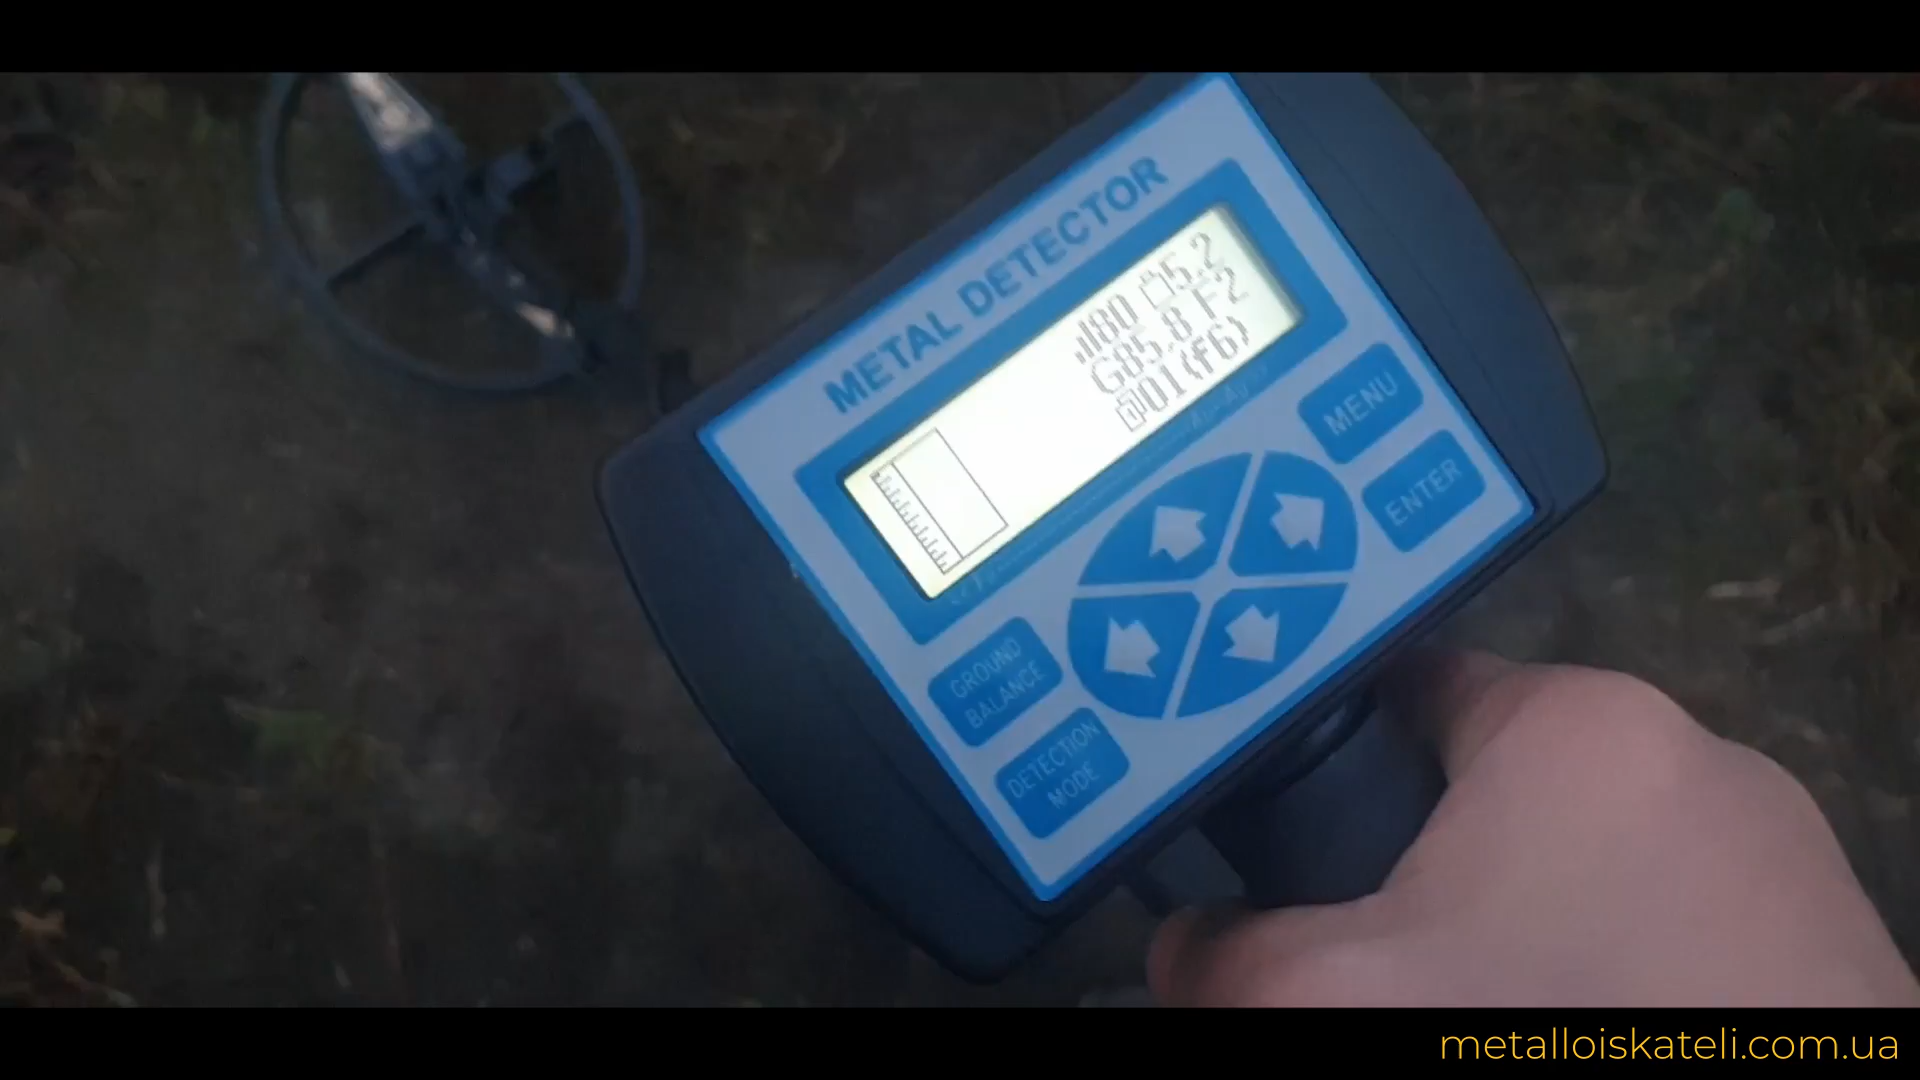 METAL DETECTOR
80 5.2
G85.8 F2
01(f6)
MENU
ENTER
GROUND
BALANCE
DETECTION
MODE
metalloiskateli.com.ua